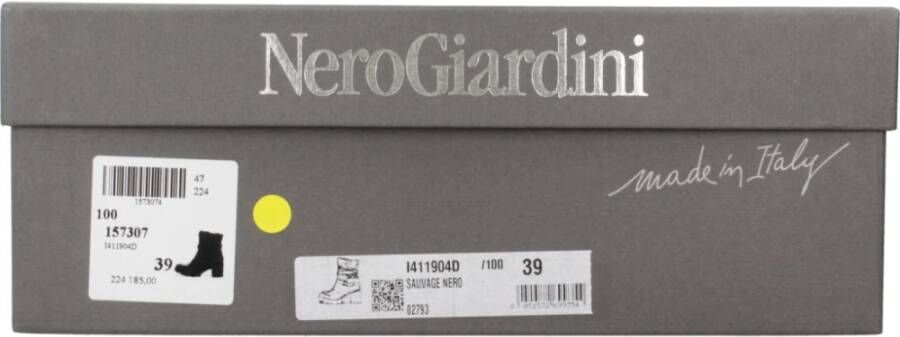 NeroGiardini
made in Italy
47
224
1573074
100
157307
I411904D
39
224 185,00
I411904D /100 39
SAUVAGE NERO
02793